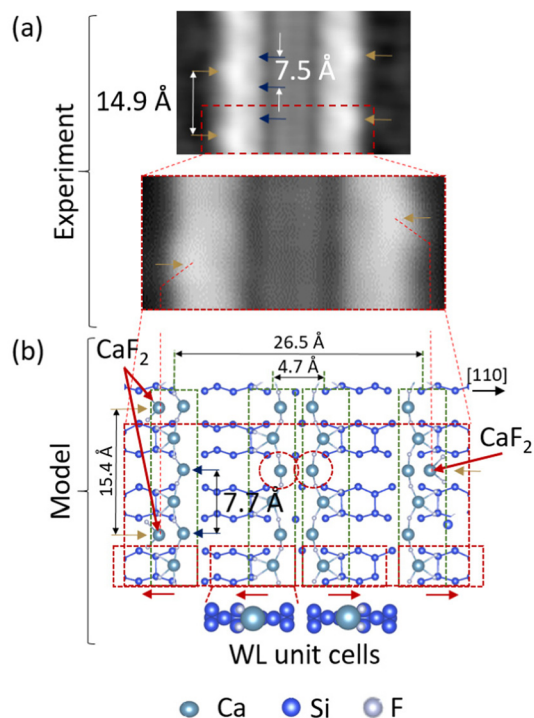 (a)
Experiment
14.9 Å
7.5 Å
(b)
Model
CaF2
26.5 Å
4.7 Å
[110]
CaF2
15.4 Å
7.7 Å
WL unit cells
Ca Si F